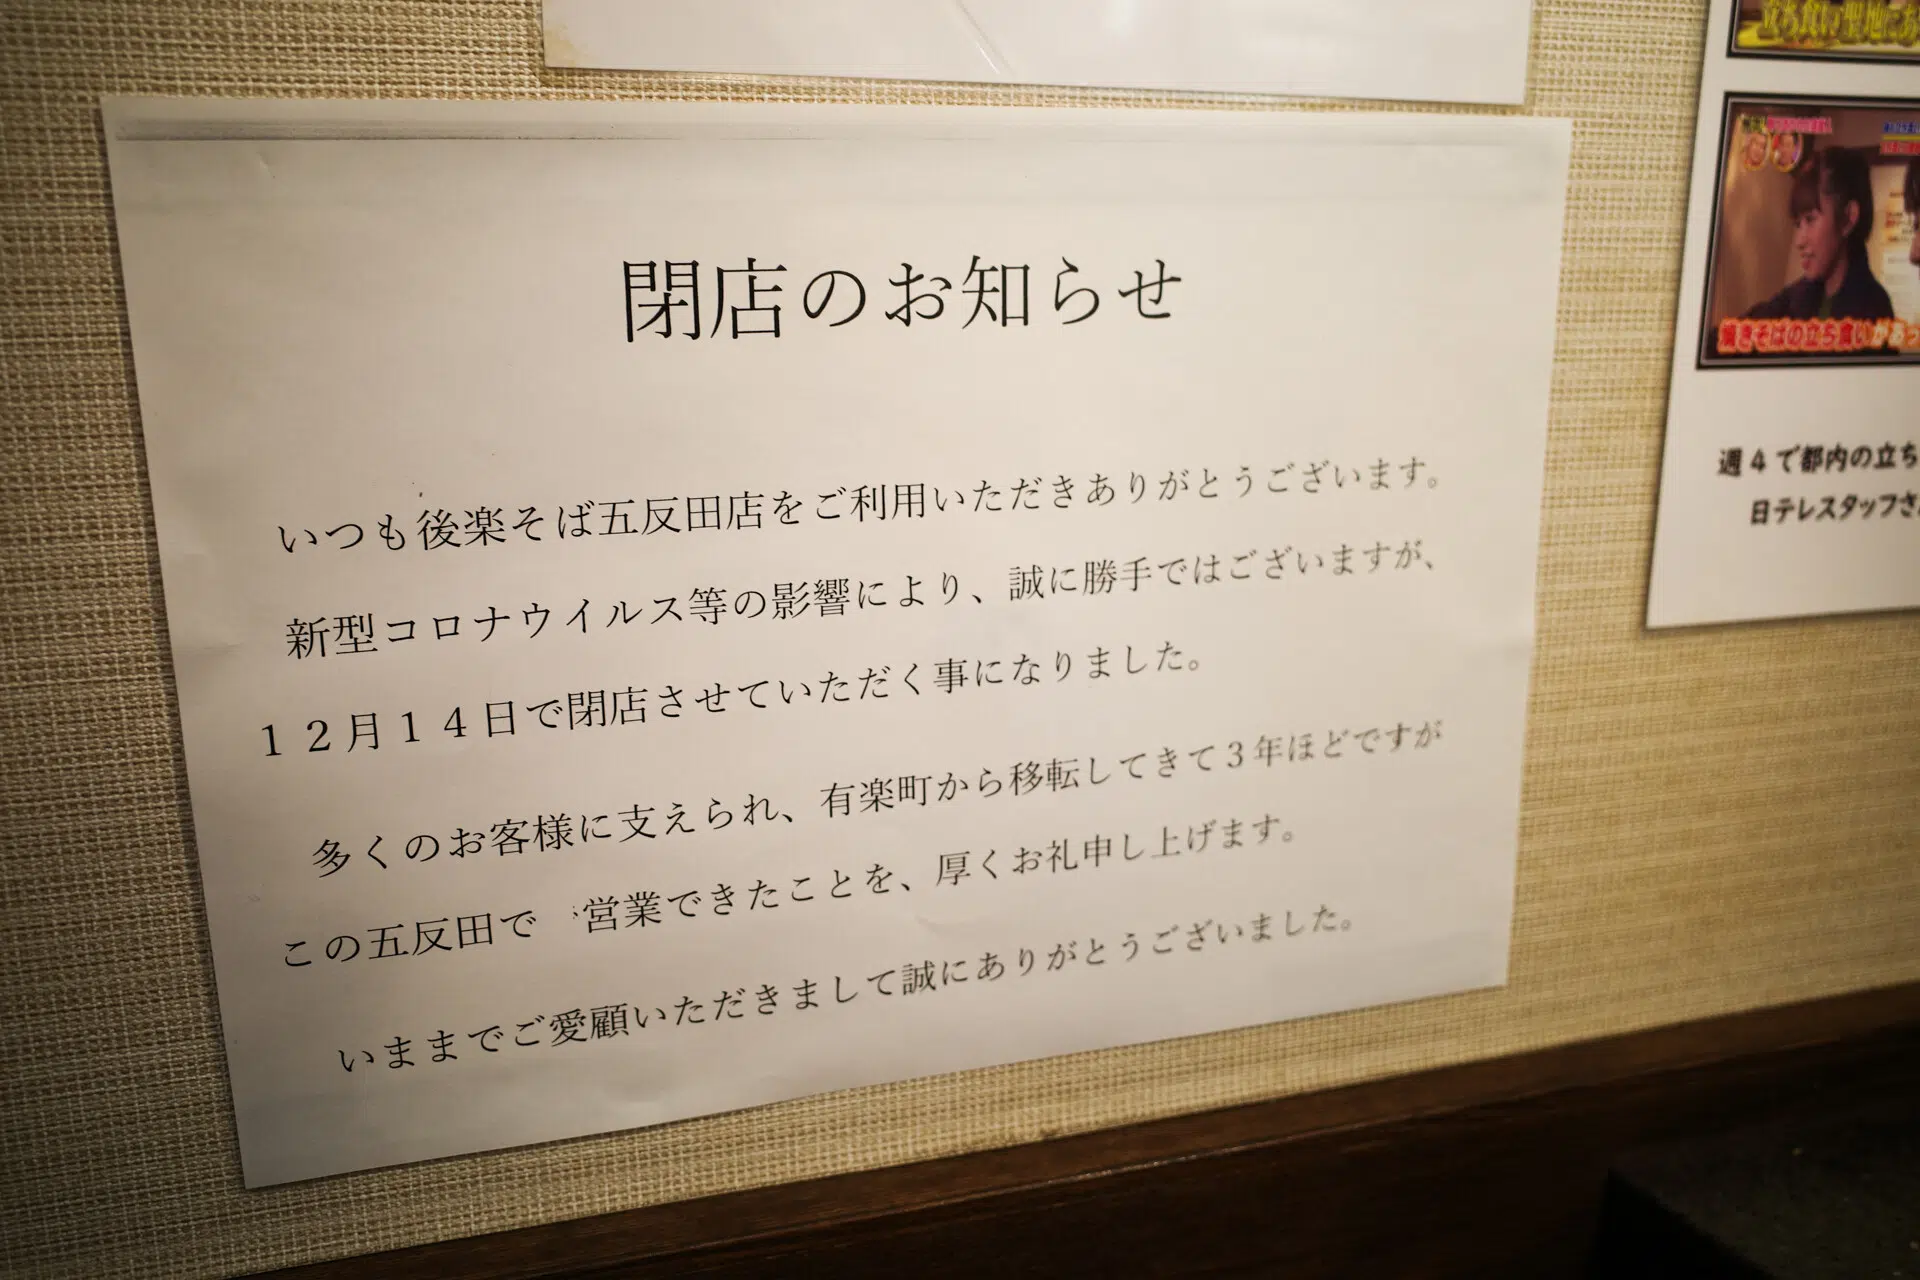 閉店のお知らせ
いつも後楽そば五反田店をご利用いただきありがとうございます。
新型コロナウイルス等の影響により、誠に勝手ではございますが、
１２月１４日で閉店させていただく事になりました。
多くのお客様に支えられ、有楽町から移転してきて３年ほどですが
この五反田で　営業できたことを、厚くお礼申し上げます。
いままでご愛顧いただきまして誠にありがとうございました。
立ち食い聖地に
焼きそばの立ち食いがあっ
週４で都内の立ち
日テレスタッフさ